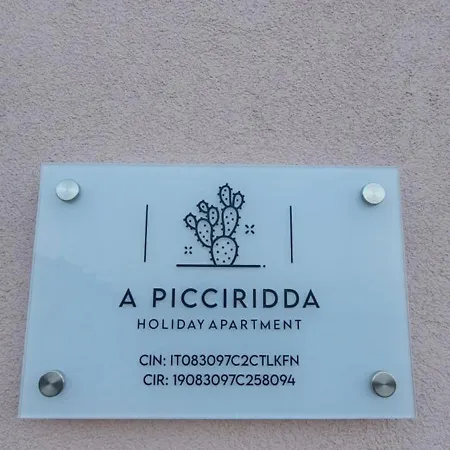 A PICCIRIDDA
HOLIDAY APARTMENT
CIN: IT083097C2CTLKFN
CIR: 19083097C258094